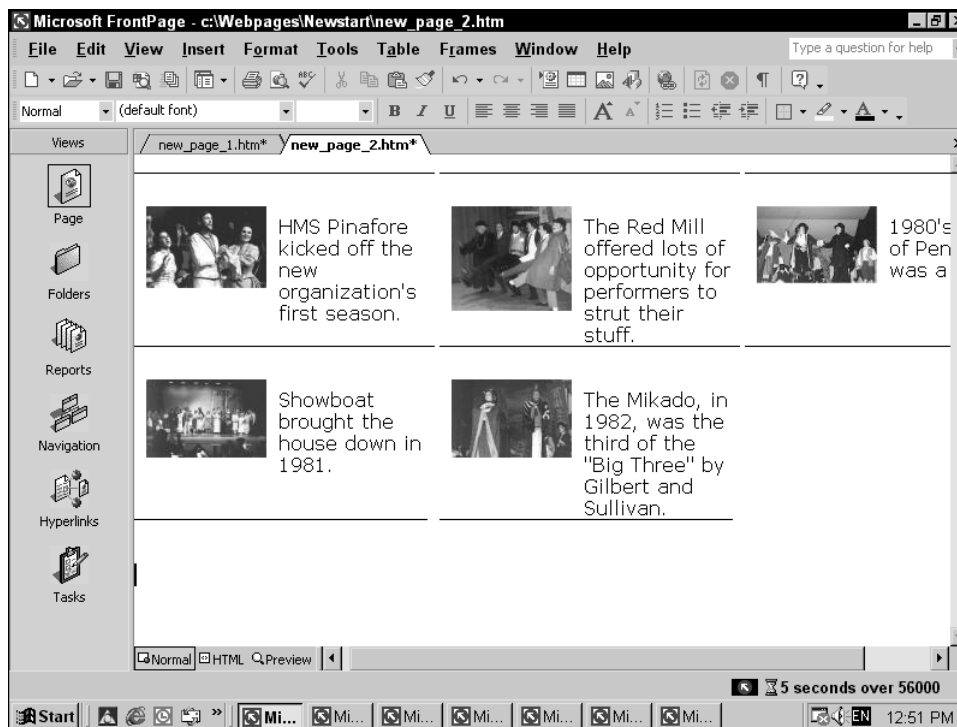 Microsoft FrontPage - c:\Webpages\Newstart\new_page_2.htm
File Edit View Insert Format Tools Table Frames Window Help
Type a question for help
Normal (default font)
Views
new_page_1.htm* new_page_2.htm*
Page
Folders
Reports
Navigation
Hyperlinks
Tasks
HMS Pinafore
kicked off the
new
organization's
first season.
The Red Mill
offered lots of
opportunity for
performers to
strut their
stuff.
1980's
of Pen
was a
Showboat
brought the
house down in
1981.
The Mikado, in
1982, was the
third of the
"Big Three" by
Gilbert and
Sullivan.
Normal HTML Preview
5 seconds over 56000
Start » Mi... Mi... Mi... Mi... Mi... Mi... Mi... EN 12:51 PM